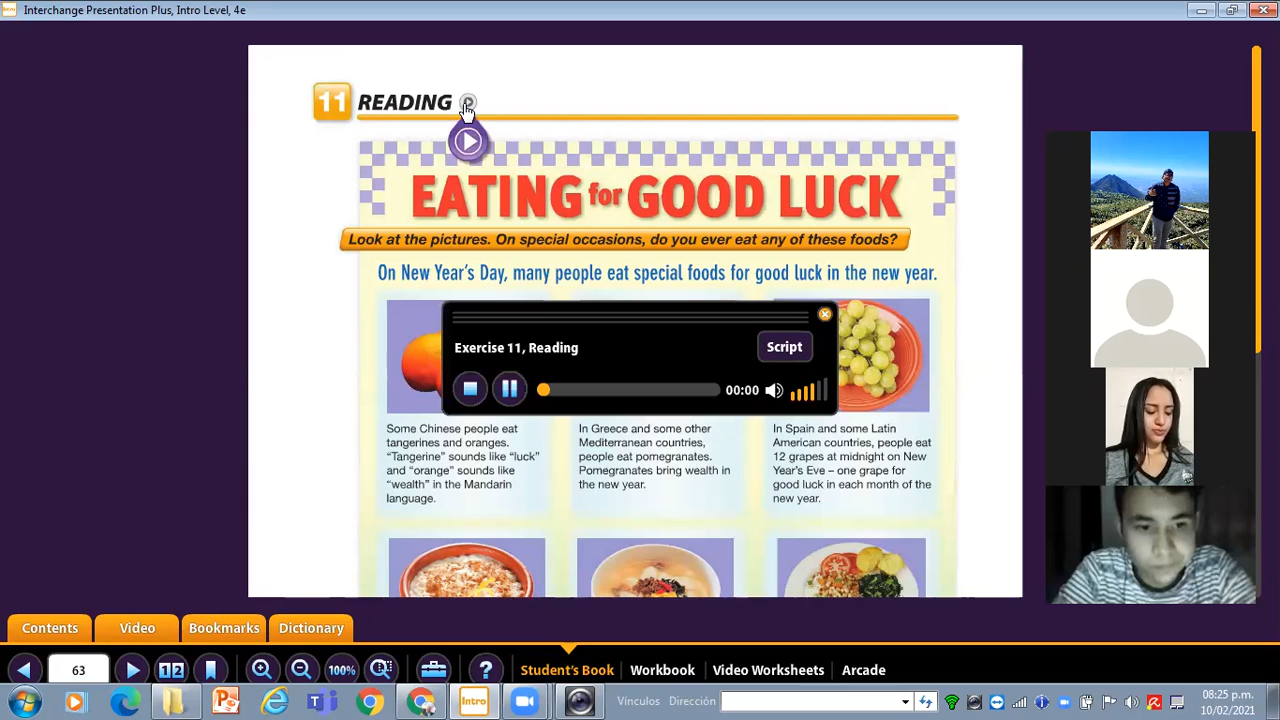 Interchange Presentation Plus, Intro Level, 4e
11 READING
EATING for GOOD LUCK
Look at the pictures. On special occasions, do you ever eat any of these foods?
On New Year's Day, many people eat special foods for good luck in the new year.
Exercise 11, Reading
Script
00:00
Some Chinese people eat
tangerines and oranges.
“Tangerine” sounds like “luck”
and “orange” sounds like
“wealth” in the Mandarin
language.
In Greece and some other
Mediterranean countries,
people eat pomegranates.
Pomegranates bring wealth in
the new year.
In Spain and some Latin
American countries, people eat
12 grapes at midnight on New
Year's Eve – one grape for
good luck in each month of the
new year.
Contents
Video
Bookmarks
Dictionary
63
12
100%
?
Student's Book
Workbook
Video Worksheets
Arcade
Intro
Vínculos
Dirección
08:25 p.m.
10/02/2021